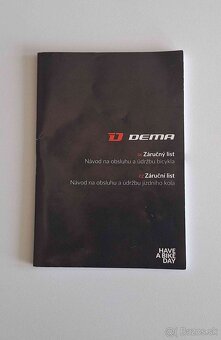 DEMA
Záručný list
Návod na obsluhu a údržbu bicykla
Záruční list
Návod na obsluhu a údržbu jízdního kola
HAVE
A BIKE
DAY